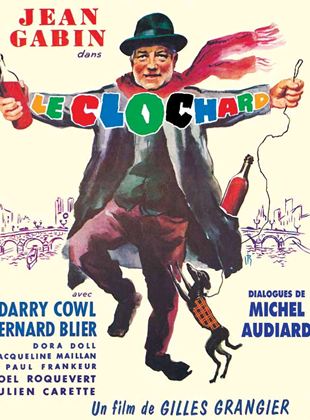 JEAN
GABIN
dans
LE CLOCHARD
avec
DARRY COWL
BERNARD BLIER
DORA DOLL
JACQUELINE MAILLAN
PAUL FRANKEUR
NOEL ROQUEVERT
JULIEN CARETTE
DIALOGUES DE
MICHEL
AUDIARD
Un film de GILLES GRANGIER